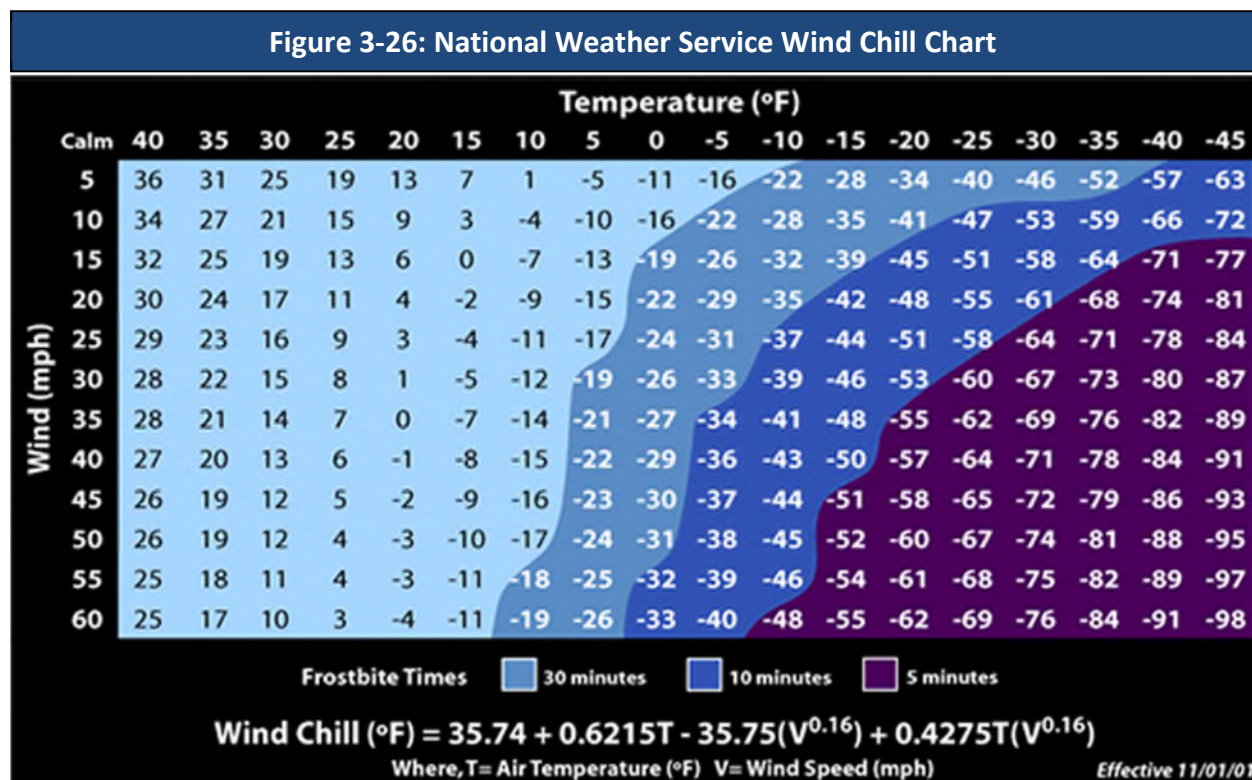 Figure 3-26: National Weather Service Wind Chill Chart
Temperature (ºF)
Calm 40 35 30 25 20 15 10 5 0 -5 -10 -15 -20 -25 -30 -35 -40 -45
5 36 31 25 19 13 7 1 -5 -11 -16 -22 -28 -34 -40 -46 -52 -57 -63
10 34 27 21 15 9 3 -4 -10 -16 -22 -28 -35 -41 -47 -53 -59 -66 -72
15 32 25 19 13 6 0 -7 -13 -19 -26 -32 -39 -45 -51 -58 -64 -71 -77
20 30 24 17 11 4 -2 -9 -15 -22 -29 -35 -42 -48 -55 -61 -68 -74 -81
25 29 23 16 9 3 -4 -11 -17 -24 -31 -37 -44 -51 -58 -64 -71 -78 -84
30 28 22 15 8 1 -5 -12 -19 -26 -33 -39 -46 -53 -60 -67 -73 -80 -87
35 28 21 14 7 0 -7 -14 -21 -27 -34 -41 -48 -55 -62 -69 -76 -82 -89
40 27 20 13 6 -1 -8 -15 -22 -29 -36 -43 -50 -57 -64 -71 -78 -84 -91
45 26 19 12 5 -2 -9 -16 -23 -30 -37 -44 -51 -58 -65 -72 -79 -86 -93
50 26 19 12 4 -3 -10 -17 -24 -31 -38 -45 -52 -60 -67 -74 -81 -88 -95
55 25 18 11 4 -3 -11 -18 -25 -32 -39 -46 -54 -61 -68 -75 -82 -89 -97
60 25 17 10 3 -4 -11 -19 -26 -33 -40 -48 -55 -62 -69 -76 -84 -91 -98
Wind (mph)
Frostbite Times 30 minutes 10 minutes 5 minutes
Wind Chill (ºF) = 35.74 + 0.6215T - 35.75(V^0.16) + 0.4275T(V^0.16)
Where, T= Air Temperature (ºF) V= Wind Speed (mph)
Effective 11/01/01